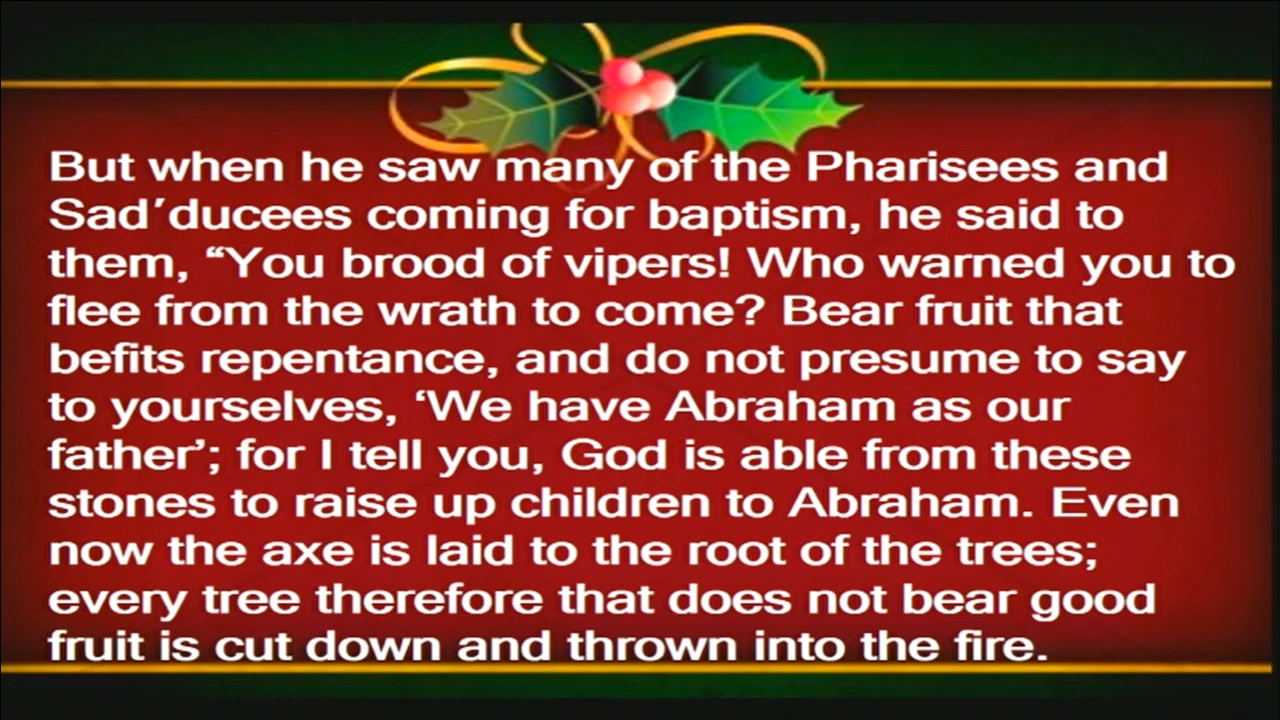 But when he saw many of the Pharisees and
Sad′ducees coming for baptism, he said to
them, “You brood of vipers! Who warned you to
flee from the wrath to come? Bear fruit that
befits repentance, and do not presume to say
to yourselves, ‘We have Abraham as our
father’; for I tell you, God is able from these
stones to raise up children to Abraham. Even
now the axe is laid to the root of the trees;
every tree therefore that does not bear good
fruit is cut down and thrown into the fire.